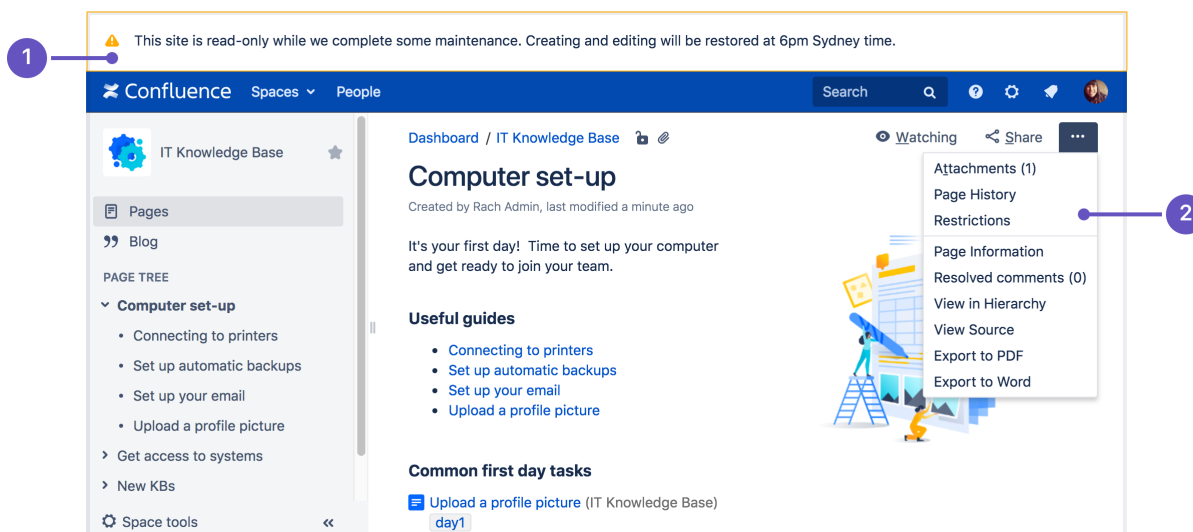 This site is read-only while we complete some maintenance. Creating and editing will be restored at 6pm Sydney time.
1
Confluence Spaces People Search
IT Knowledge Base
Pages
Blog
PAGE TREE
Computer set-up
Connecting to printers
Set up automatic backups
Set up your email
Upload a profile picture
Get access to systems
New KBs
Space tools
Dashboard / IT Knowledge Base
Watching Share
Computer set-up
Created by Rach Admin, last modified a minute ago
It's your first day! Time to set up your computer
and get ready to join your team.
Useful guides
Connecting to printers
Set up automatic backups
Set up your email
Upload a profile picture
Common first day tasks
Upload a profile picture (IT Knowledge Base)
day1
Attachments (1)
Page History
Restrictions
Page Information
Resolved comments (0)
View in Hierarchy
View Source
Export to PDF
Export to Word
2